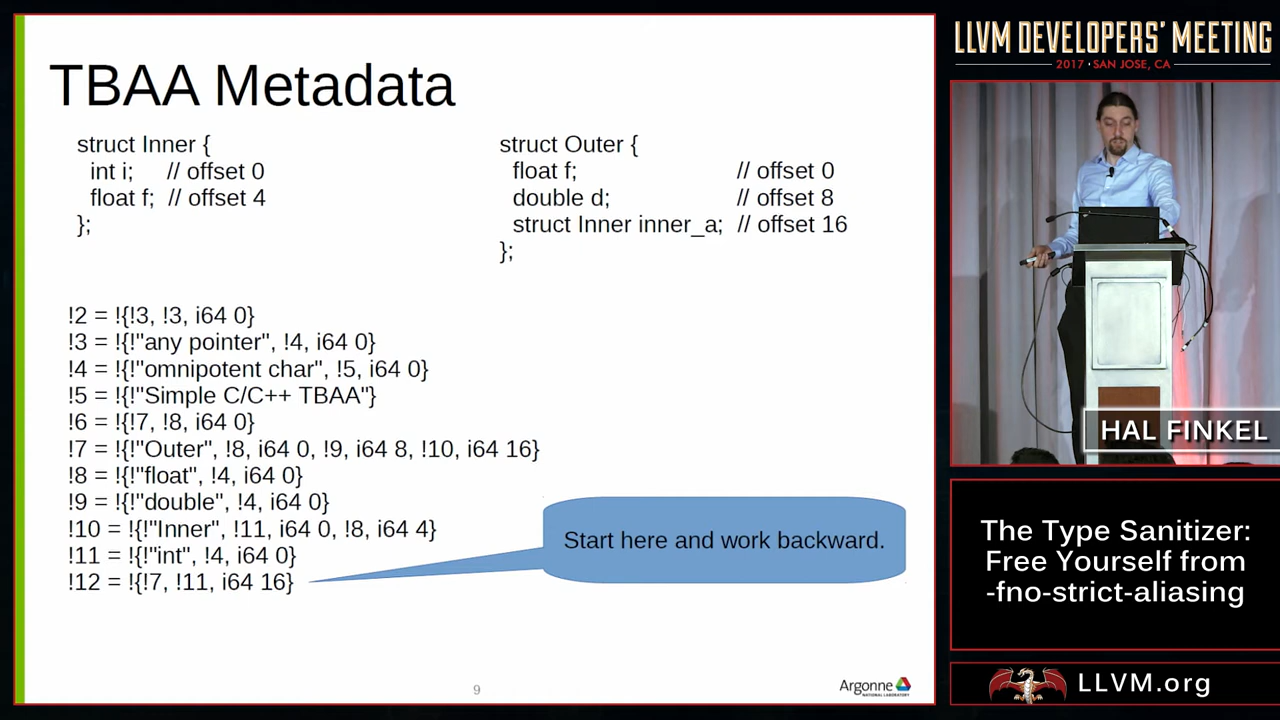 TBAA Metadata
struct Inner {
int i; // offset 0
float f; // offset 4
};
struct Outer {
float f; // offset 0
double d; // offset 8
struct Inner inner_a; // offset 16
};
!2 = !{!3, !3, i64 0}
!3 = !{!"any pointer", !4, i64 0}
!4 = !{!"omnipotent char", !5, i64 0}
!5 = !{!"Simple C/C++ TBAA"}
!6 = !{!7, !8, i64 0}
!7 = !{!"Outer", !8, i64 0, !9, i64 8, !10, i64 16}
!8 = !{!"float", !4, i64 0}
!9 = !{!"double", !4, i64 0}
!10 = !{!"Inner", !11, i64 0, !8, i64 4}
!11 = !{!"int", !4, i64 0}
!12 = !{!7, !11, i64 16}
Start here and work backward.
9
Argonne
NATIONAL LABORATORY
LLVM DEVELOPERS' MEETING
2017 · SAN JOSE, CA
HAL FINKEL
The Type Sanitizer:
Free Yourself from
-fno-strict-aliasing
LLVM.org